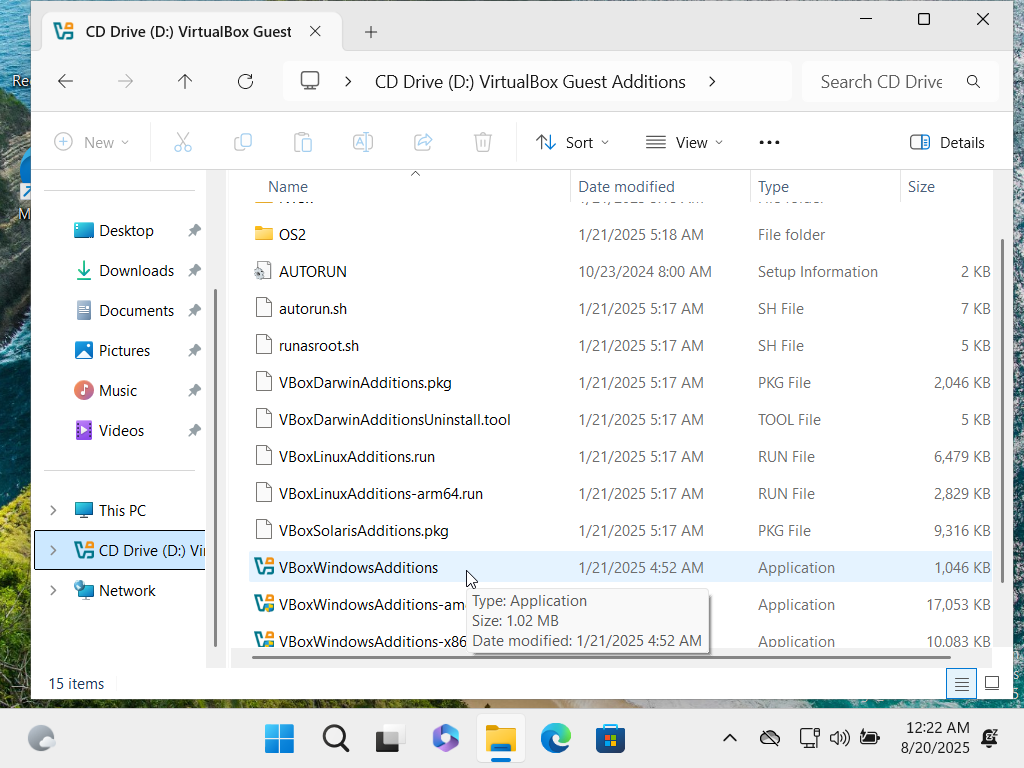 CD Drive (D:) VirtualBox Guest
CD Drive (D:) VirtualBox Guest Additions
Search CD Drive
New
Sort
View
Details
Name Date modified Type Size
OS2 1/21/2025 5:18 AM File folder
AUTORUN 10/23/2024 8:00 AM Setup Information 2 KB
autorun.sh 1/21/2025 5:17 AM SH File 7 KB
runasroot.sh 1/21/2025 5:17 AM SH File 5 KB
VBoxDarwinAdditions.pkg 1/21/2025 5:17 AM PKG File 2,046 KB
VBoxDarwinAdditionsUninstall.tool 1/21/2025 5:17 AM TOOL File 5 KB
VBoxLinuxAdditions.run 1/21/2025 5:17 AM RUN File 6,479 KB
VBoxLinuxAdditions-arm64.run 1/21/2025 5:17 AM RUN File 2,829 KB
VBoxSolarisAdditions.pkg 1/21/2025 5:17 AM PKG File 9,316 KB
VBoxWindowsAdditions 1/21/2025 4:52 AM Application 1,046 KB
VBoxWindowsAdditions-am Application 17,053 KB
VBoxWindowsAdditions-x86 Application 10,083 KB
Type: Application
Size: 1.02 MB
Date modified: 1/21/2025 4:52 AM
Desktop
Downloads
Documents
Pictures
Music
Videos
This PC
CD Drive (D:) Vi
Network
15 items
12:22 AM
8/20/2025